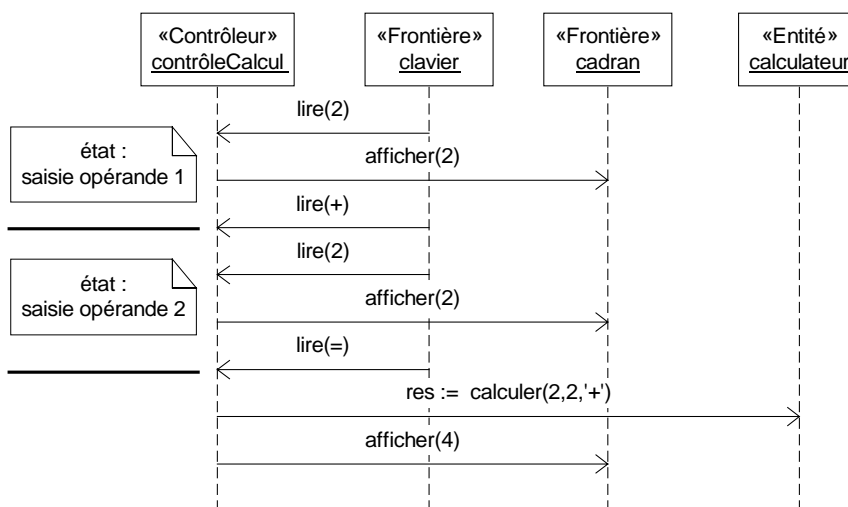 «Contrôleur»
contrôleCalcul
«Frontière»
clavier
«Frontière»
cadran
«Entité»
calculateur
lire(2)
état :
saisie opérande 1
afficher(2)
lire(+)
lire(2)
état :
saisie opérande 2
afficher(2)
lire(=)
res := calculer(2,2,'+')
afficher(4)